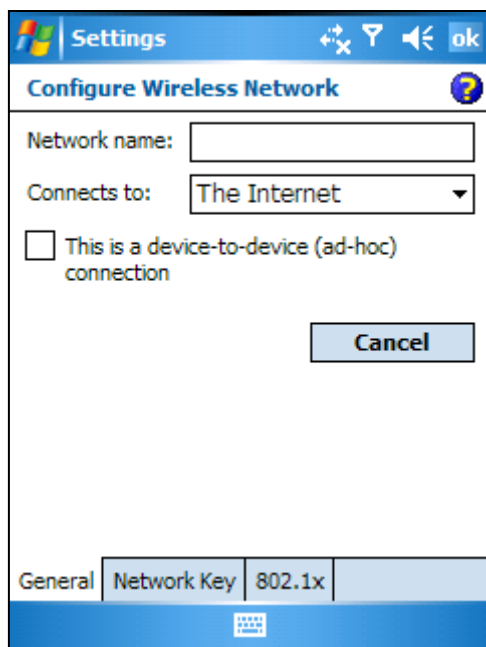 Settings ok
Configure Wireless Network ?
Network name:
Connects to: The Internet
This is a device-to-device (ad-hoc)
connection
Cancel
General Network Key 802.1x